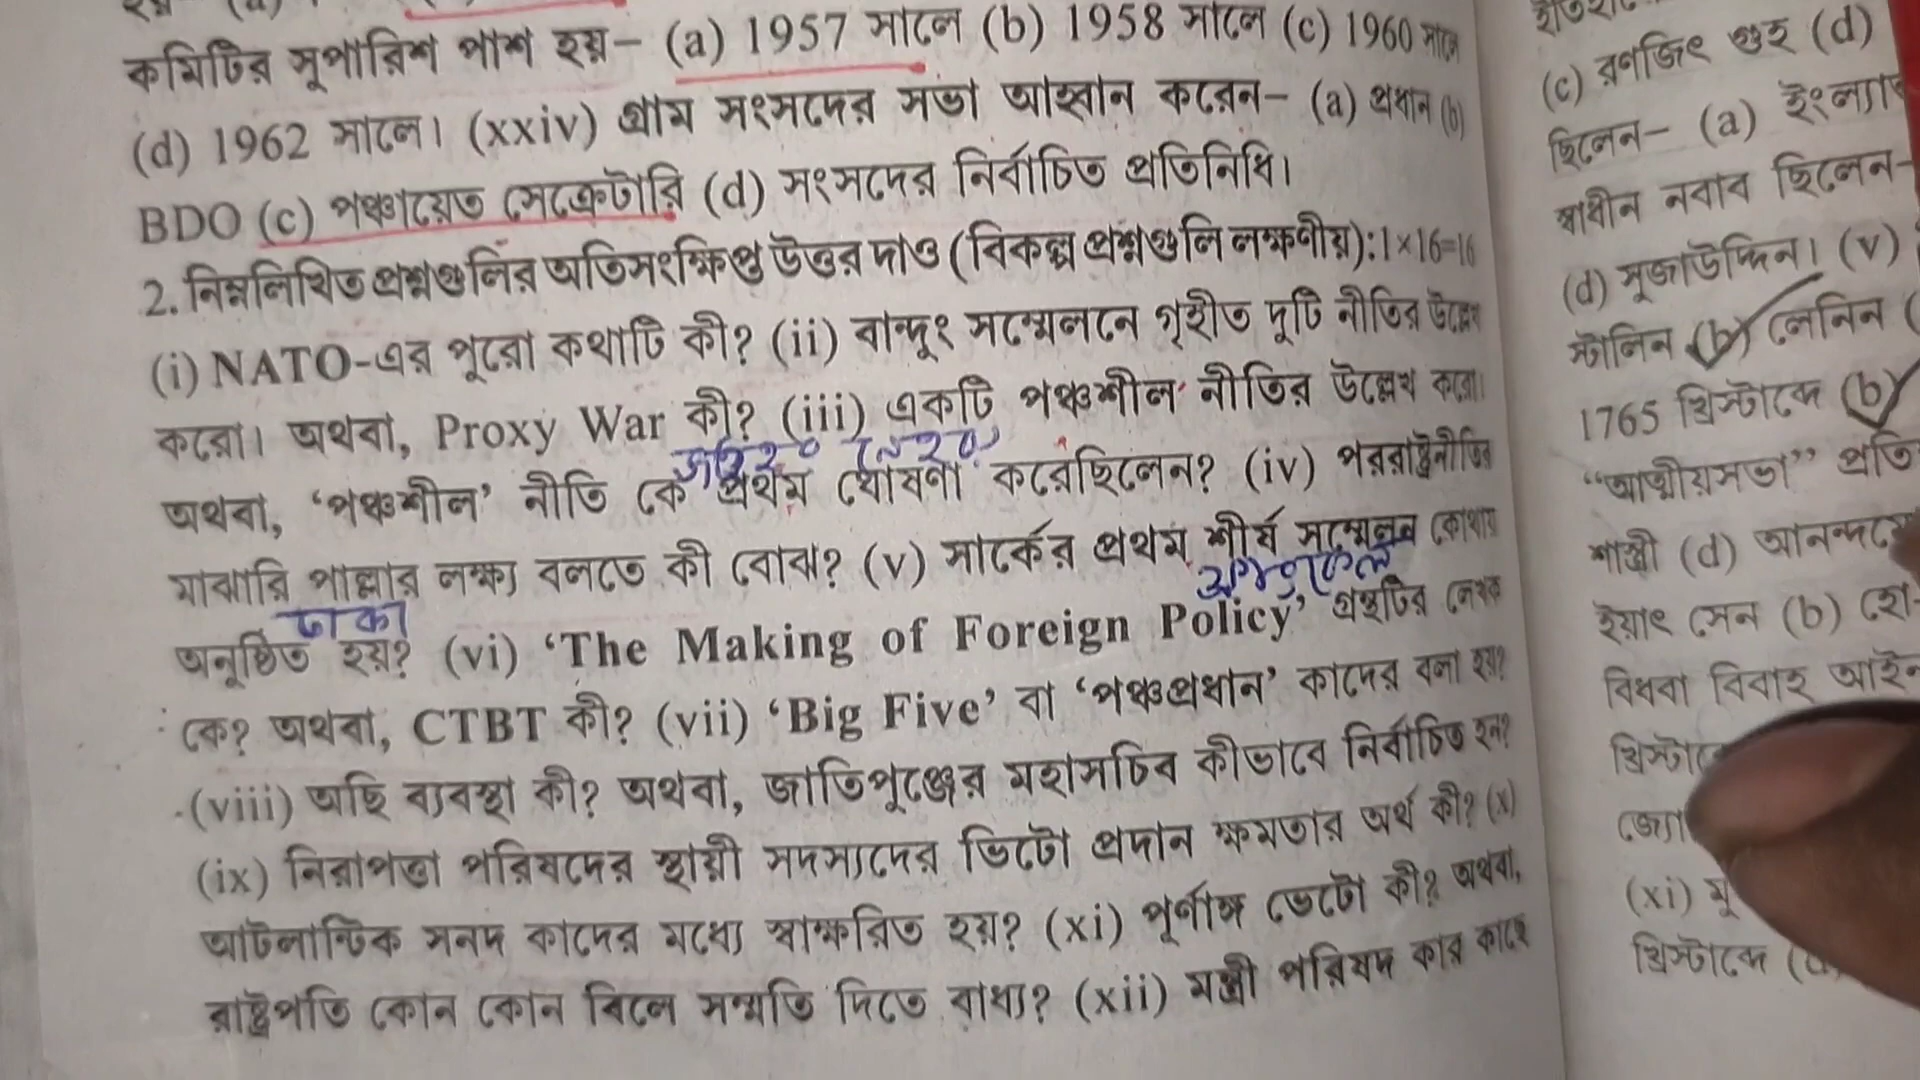 কমিটির সুপারিশ পাশ হয়– (a) 1957 সালে (b) 1958 সালে (c) 1960 সালে
(d) 1962 সালে। (xxiv) গ্রাম সংসদের সভা আহ্বান করেন– (a) প্রধান (b)
BDO (c) পঞ্চায়েত সেক্রেটারি (d) সংসদের নির্বাচিত প্রতিনিধি।
2. নিম্নলিখিত প্রশ্নগুলির অতিসংক্ষিপ্ত উত্তর দাও (বিকল্প প্রশ্নগুলি লক্ষণীয়): 1×16=16
(i) NATO-এর পুরো কথাটি কী? (ii) বান্দুং সম্মেলনে গৃহীত দুটি নীতির উল্লেখ
করো। অথবা, Proxy War কী? (iii) একটি পঞ্চশীল নীতির উল্লেখ করো।
জহর নেহরু
অথবা, ‘পঞ্চশীল’ নীতি কে প্রথম ঘোষণা করেছিলেন? (iv) পররাষ্ট্রনীতির
মাঝারি পাল্লার লক্ষ্য বলতে কী বোঝ? (v) সার্কের প্রথম শীর্ষ সম্মেলন কোথায়
ঢাকা
অনুষ্ঠিত হয়? (vi) ‘The Making of Foreign Policy’ গ্রন্থটির লেখক
কে? অথবা, CTBT কী? (vii) ‘Big Five’ বা ‘পঞ্চপ্রধান’ কাদের বলা হয়?
(viii) অছি ব্যবস্থা কী? অথবা, জাতিপুঞ্জের মহাসচিব কীভাবে নির্বাচিত হন?
(ix) নিরাপত্তা পরিষদের স্থায়ী সদস্যদের ভিটো প্রদান ক্ষমতার অর্থ কী? (x)
আটলান্টিক সনদ কাদের মধ্যে স্বাক্ষরিত হয়? (xi) পূর্ণাঙ্গ ভেটো কী? অথবা,
রাষ্ট্রপতি কোন কোন বিলে সম্মতি দিতে বাধ্য? (xii) মন্ত্রী পরিষদ কার কাছে
(c) রণজিৎ গুহ (d)
ছিলেন– (a)
স্বাধীন নবাব ছিলেন–
(d) সুজাউদ্দিন। (v)
স্টালিন (b) লেনিন (
1765 খ্রিস্টাব্দে (b)
“আত্মীয়সভা”
শাস্ত্রী (d)
ইয়াৎ সেন (b)
বিধবা বিবাহ আইন
(xi)
খ্রিস্টাব্দে